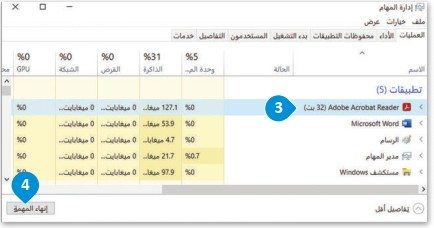 إدارة المهام
ملف خيارات عرض
العمليات الأداء محفوظات التطبيقات بدء التشغيل المستخدمون التفاصيل خدمات
%5 %31 %0 %0 %0
الاسم الحالة وحدة الم... الذاكرة القرص الشبكة GPU
تطبيقات (5)
3 Adobe Acrobat Reader (32 بت) %0 127.1 ميغا... 0 ميغابايت... 0 ميغابايت... %0
Microsoft Word %0 53.9 ميغا... 0 ميغابايت... 0 ميغابايت... %0
الرسام %0 4.7 ميغا... 0 ميغابايت... 0 ميغابايت... %0
مدير المهام %0.7 21.7 ميغا... 0 ميغابايت... 0 ميغابايت... %0
مستكشف Windows %0 97.9 ميغا... 0 ميغابايت... 0 ميغابايت... %0
4
تفاصيل أقل إنهاء المهمة